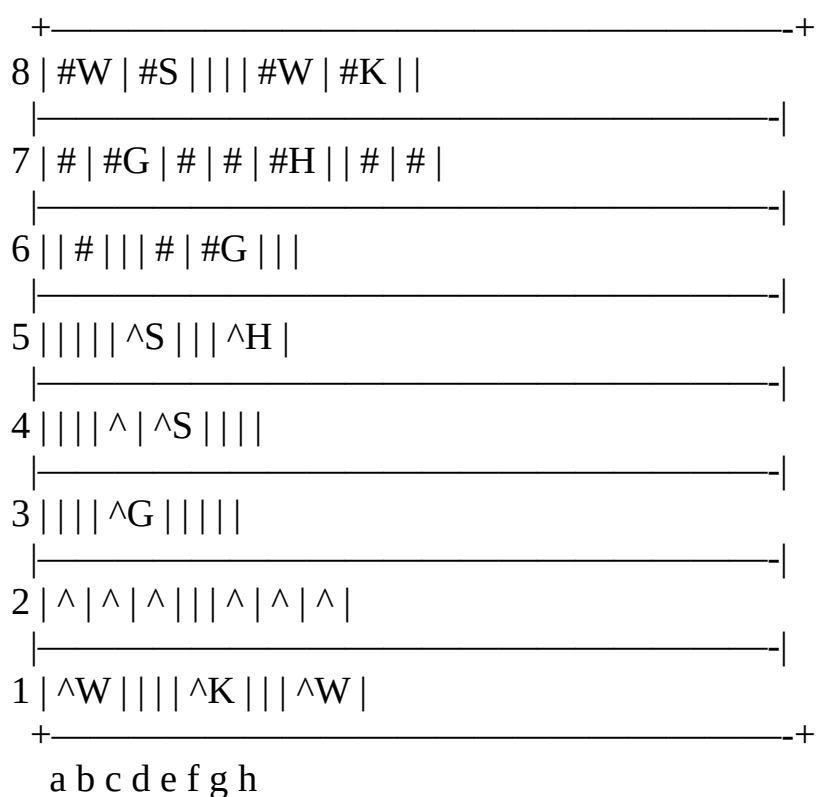 +———————————————————-+
8 | #W | #S | | | | #W | #K | |
|———————————————————-|
7 | # | #G | # | # | #H | | # | # |
|———————————————————-|
6 | | # | | | # | #G | | |
|———————————————————-|
5 | | | | | ^S | | | ^H |
|———————————————————-|
4 | | | | ^ | ^S | | | |
|———————————————————-|
3 | | | | ^G | | | | |
|———————————————————-|
2 | ^ | ^ | ^ | | | ^ | ^ | ^ |
|———————————————————-|
1 | ^W | | | | ^K | | | ^W |
+———————————————————-+
a b c d e f g h